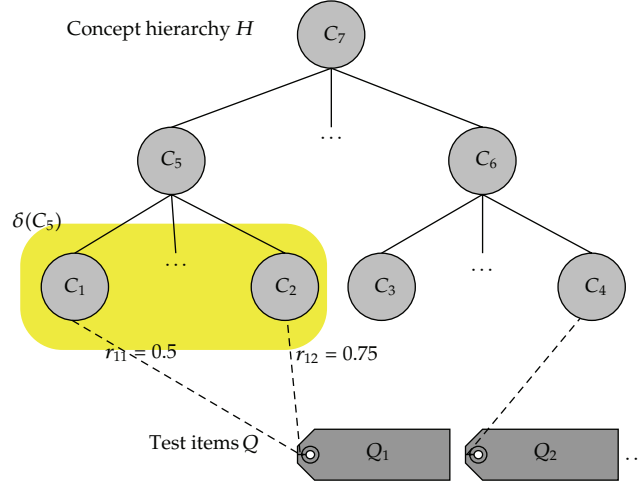 Concept hierarchy H
C7
...
C5
C6
δ(C5)
...
...
C1
C2
C3
C4
r11 = 0.5
r12 = 0.75
Test items Q
Q1
Q2
...